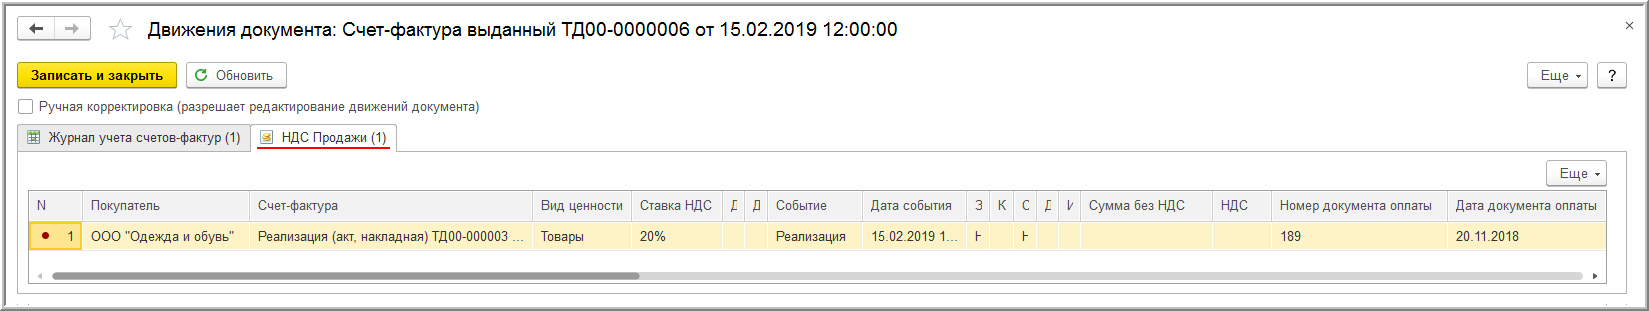 Движения документа: Счет-фактура выданный ТД00-0000006 от 15.02.2019 12:00:00
Записать и закрыть Обновить Еще ?
Ручная корректировка (разрешает редактирование движений документа)
Журнал учета счетов-фактур (1) НДС Продажи (1)
Еще
N Покупатель Счет-фактура Вид ценности Ставка НДС Д Д Событие Дата события З К С Д И Сумма без НДС НДС Номер документа оплаты Дата документа оплаты
1 ООО "Одежда и обувь" Реализация (акт, накладная) ТД00-000003 ... Товары 20% Реализация 15.02.2019 1... 189 20.11.2018